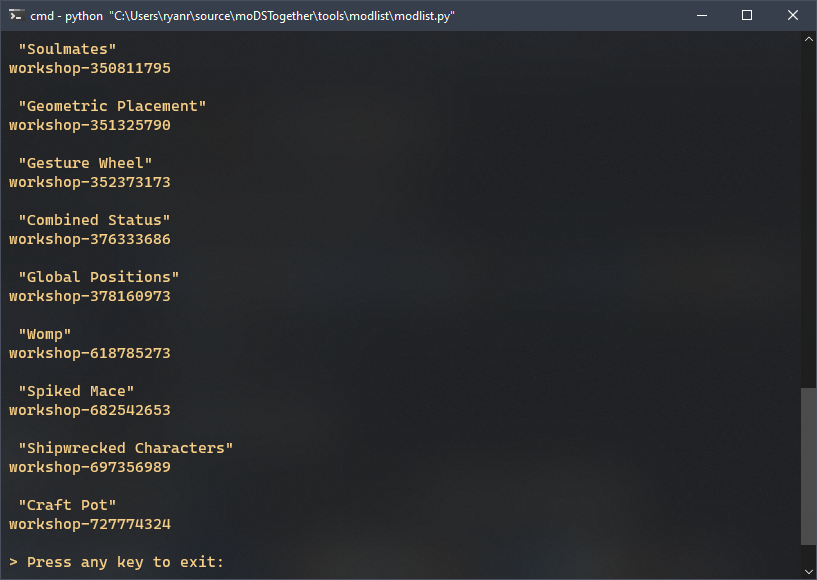 cmd - python "C:\Users\ryanr\source\moDSTogether\tools\modlist\modlist.py"
"Soulmates"
workshop-350811795
"Geometric Placement"
workshop-351325790
"Gesture Wheel"
workshop-352373173
"Combined Status"
workshop-376333686
"Global Positions"
workshop-378160973
"Womp"
workshop-618785273
"Spiked Mace"
workshop-682542653
"Shipwrecked Characters"
workshop-697356989
"Craft Pot"
workshop-727774324
> Press any key to exit: